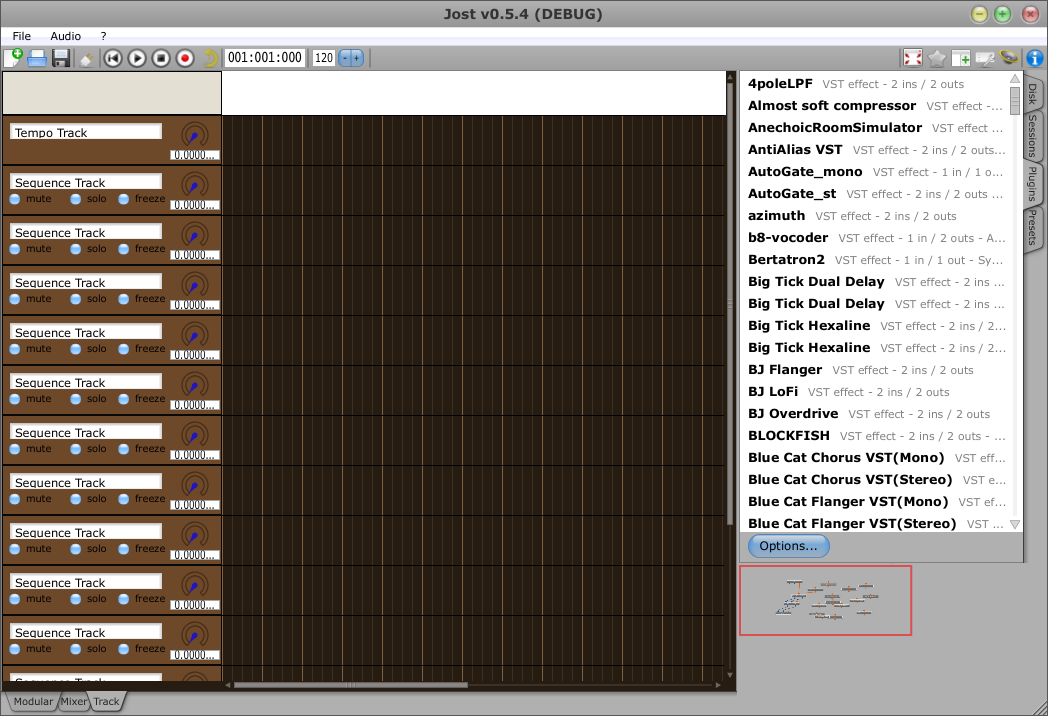 Jost v0.5.4 (DEBUG)
File Audio ?
001:001:000 120 - +
Tempo Track
0.0000...
Sequence Track
mute solo freeze 0.0000...
Sequence Track
mute solo freeze 0.0000...
Sequence Track
mute solo freeze 0.0000...
Sequence Track
mute solo freeze 0.0000...
Sequence Track
mute solo freeze 0.0000...
Sequence Track
mute solo freeze 0.0000...
Sequence Track
mute solo freeze 0.0000...
Sequence Track
mute solo freeze 0.0000...
Sequence Track
mute solo freeze 0.0000...
Sequence Track
mute solo freeze 0.0000...
Sequence Track
Modular Mixer Track
4poleLPF VST effect - 2 ins / 2 outs
Almost soft compressor VST effect -...
AnechoicRoomSimulator VST effect ...
AntiAlias VST VST effect - 2 ins / 2 outs...
AutoGate_mono VST effect - 1 in / 1 o...
AutoGate_st VST effect - 2 ins / 2 outs ...
azimuth VST effect - 2 ins / 2 outs
b8-vocoder VST effect - 1 in / 2 outs - A...
Bertatron2 VST effect - 1 in / 1 out - Sy...
Big Tick Dual Delay VST effect - 2 ins ...
Big Tick Dual Delay VST effect - 2 ins ...
Big Tick Hexaline VST effect - 2 ins / 2...
Big Tick Hexaline VST effect - 2 ins / 2...
BJ Flanger VST effect - 2 ins / 2 outs
BJ LoFi VST effect - 2 ins / 2 outs
BJ Overdrive VST effect - 2 ins / 2 outs
BLOCKFISH VST effect - 2 ins / 2 outs - ...
Blue Cat Chorus VST(Mono) VST eff...
Blue Cat Chorus VST(Stereo) VST e...
Blue Cat Flanger VST(Mono) VST ef...
Blue Cat Flanger VST(Stereo) VST ...
Options...
Disk
Sessions
Plugins
Presets